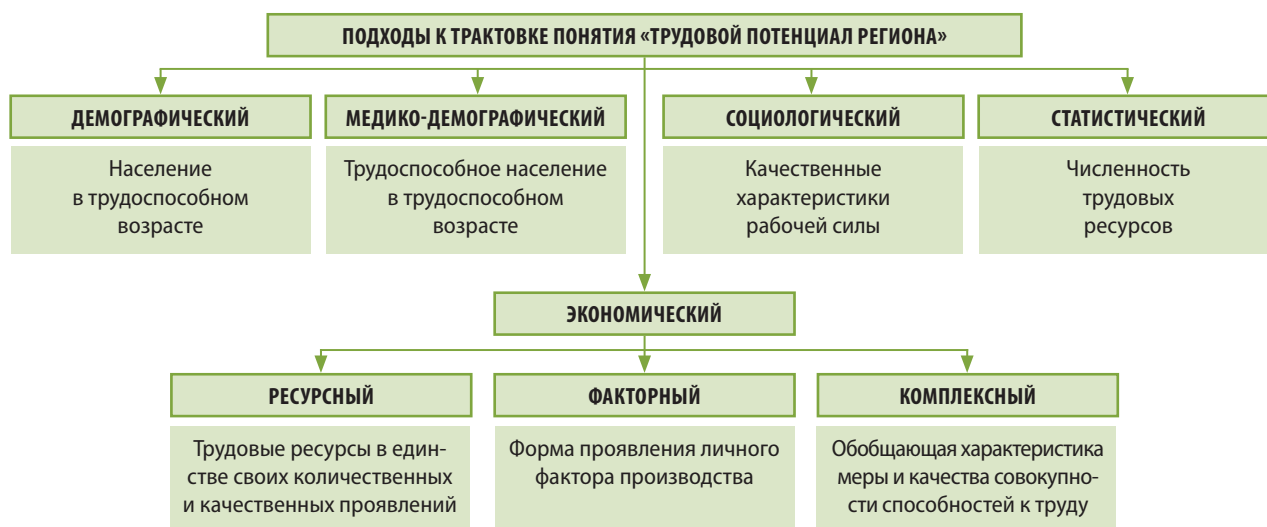 ПОДХОДЫ К ТРАКТОВКЕ ПОНЯТИЯ «ТРУДОВОЙ ПОТЕНЦИАЛ РЕГИОНА»
ДЕМОГРАФИЧЕСКИЙ
Население
в трудоспособном
возрасте
МЕДИКО-ДЕМОГРАФИЧЕСКИЙ
Трудоспособное население
в трудоспособном
возрасте
СОЦИОЛОГИЧЕСКИЙ
Качественные
характеристики
рабочей силы
СТАТИСТИЧЕСКИЙ
Численность
трудовых
ресурсов
ЭКОНОМИЧЕСКИЙ
РЕСУРСНЫЙ
Трудовые ресурсы в един-
стве своих количественных
и качественных проявлений
ФАКТОРНЫЙ
Форма проявления личного
фактора производства
КОМПЛЕКСНЫЙ
Обобщающая характеристика
меры и качества совокупно-
сти способностей к труду